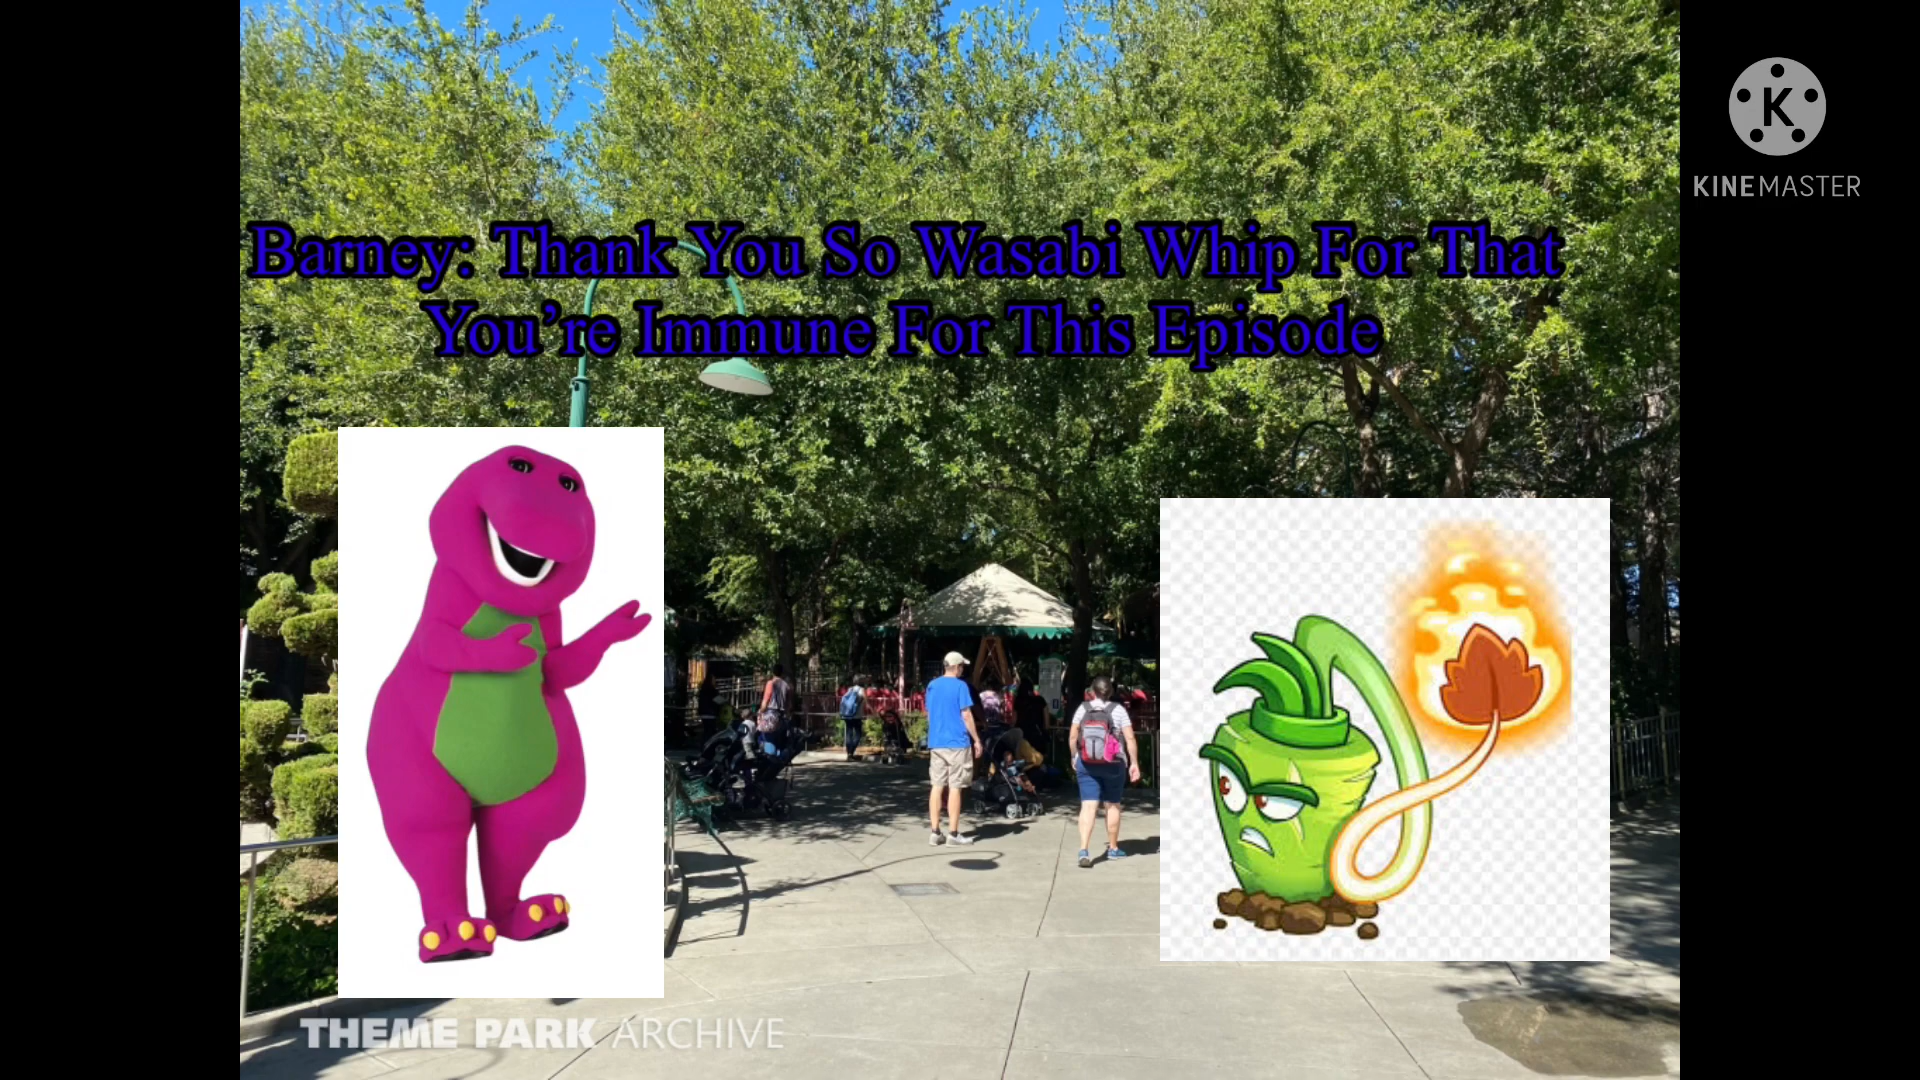 K
KINEMASTER
Barney: Thank You So Wasabi Whip For That
You’re Immune For This Episode
THEME PARK ARCHIVE